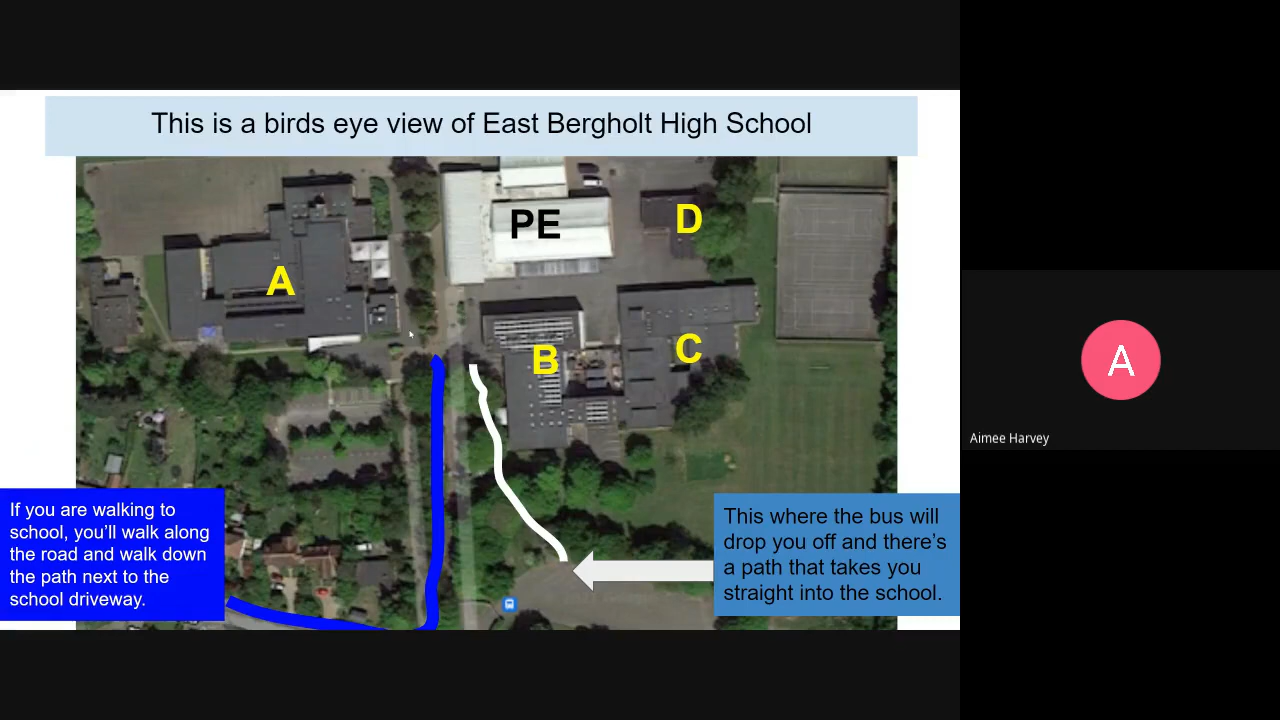 This is a birds eye view of East Bergholt High School
PE
D
A
B
C
If you are walking to
school, you'll walk along
the road and walk down
the path next to the
school driveway.
This where the bus will
drop you off and there's
a path that takes you
straight into the school.
A
Aimee Harvey